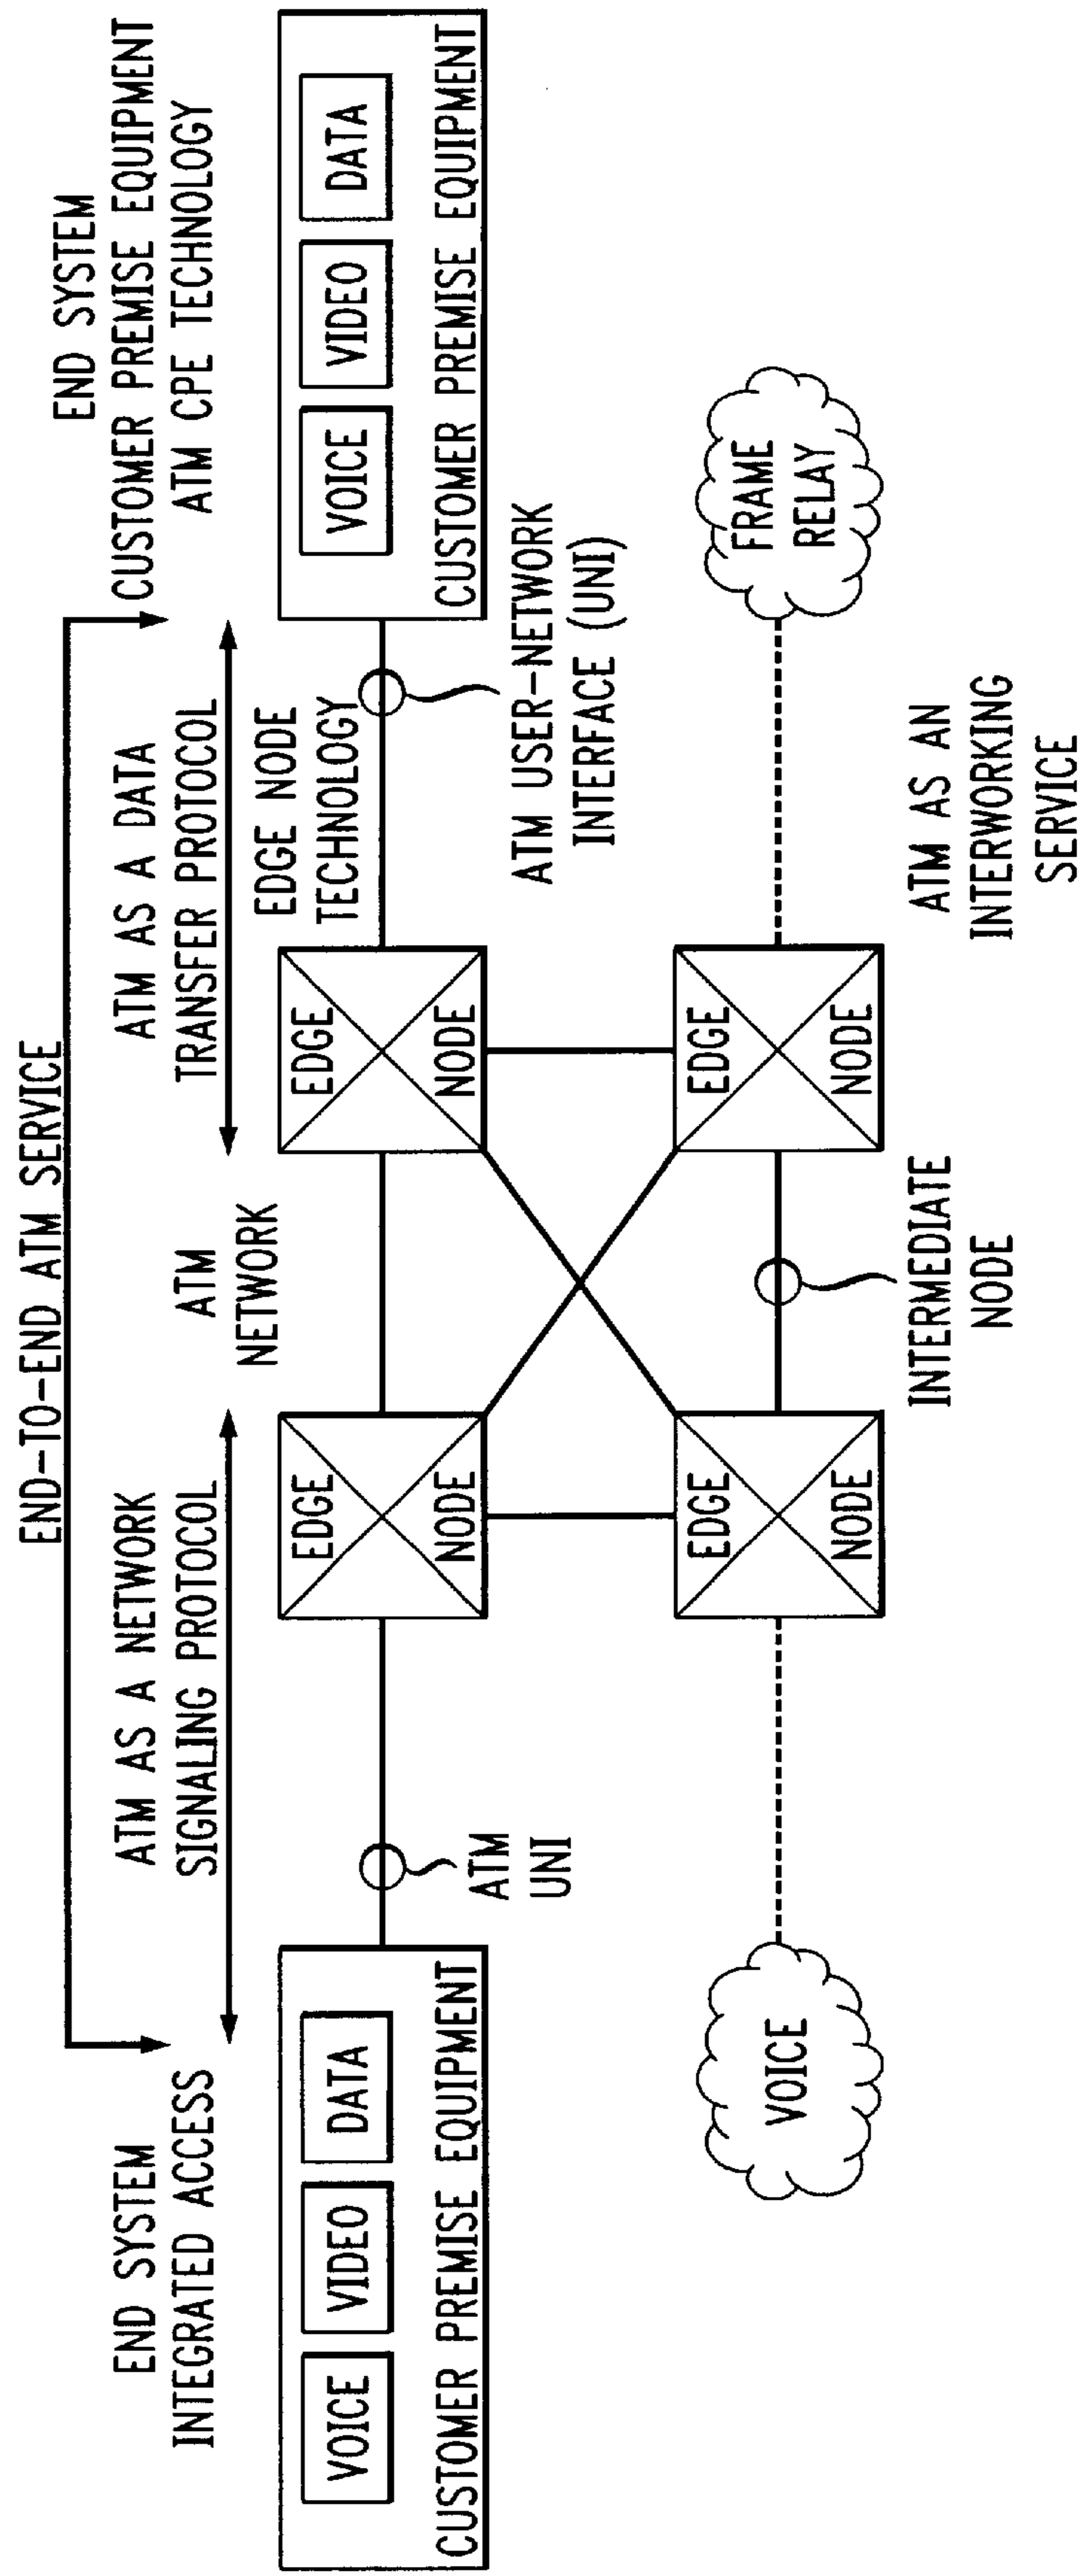 END-TO-END ATM SERVICE
END SYSTEM
INTEGRATED ACCESS
ATM AS A NETWORK
SIGNALING PROTOCOL
ATM
NETWORK
ATM AS A DATA
TRANSFER PROTOCOL
END SYSTEM
CUSTOMER PREMISE EQUIPMENT
ATM CPE TECHNOLOGY
VOICE
VIDEO
DATA
CUSTOMER PREMISE EQUIPMENT
ATM
UNI
EDGE
NODE
EDGE
NODE
EDGE NODE
TECHNOLOGY
ATM USER-NETWORK
INTERFACE (UNI)
VOICE
VIDEO
DATA
CUSTOMER PREMISE EQUIPMENT
VOICE
EDGE
NODE
INTERMEDIATE
NODE
EDGE
NODE
FRAME
RELAY
ATM AS AN
INTERWORKING
SERVICE